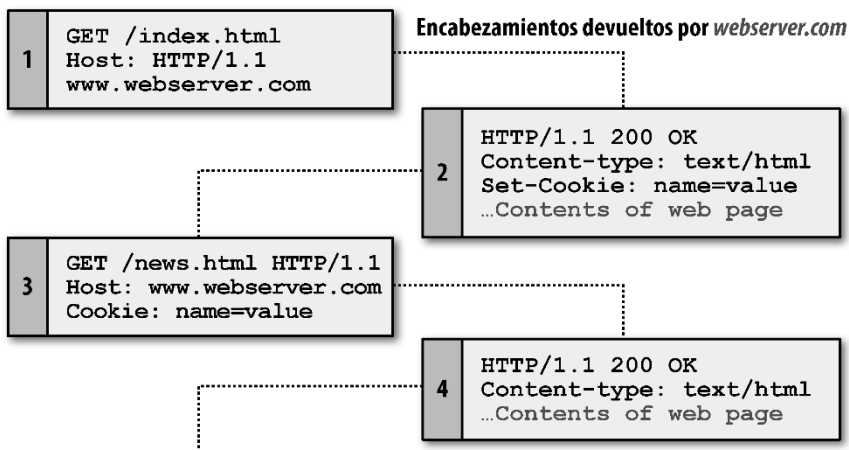 Encabezamientos devueltos por webserver.com
1
GET /index.html
Host: HTTP/1.1
www.webserver.com
2
HTTP/1.1 200 OK
Content-type: text/html
Set-Cookie: name=value
…Contents of web page
3
GET /news.html HTTP/1.1
Host: www.webserver.com
Cookie: name=value
4
HTTP/1.1 200 OK
Content-type: text/html
…Contents of web page